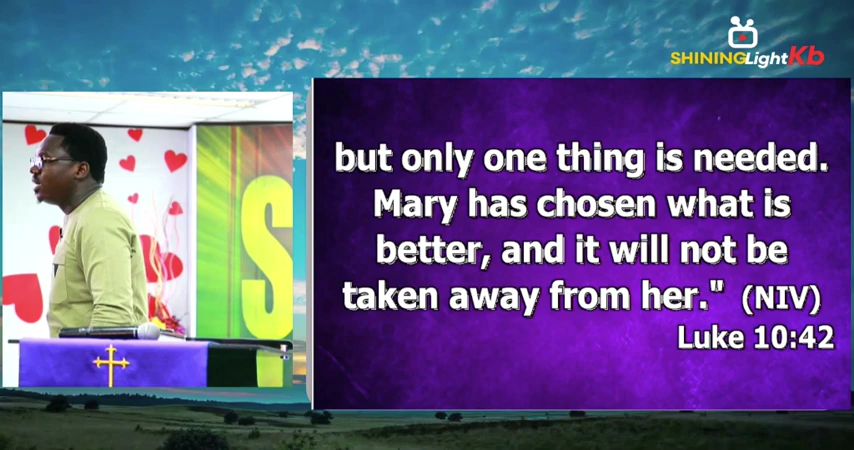 SHININGLightKb
S
but only one thing is needed.
Mary has chosen what is
better, and it will not be
taken away from her." (NIV)
Luke 10:42